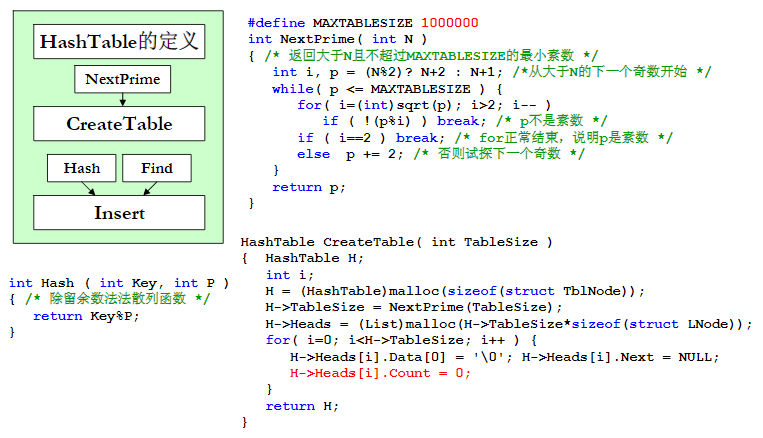 HashTable的定义
NextPrime
CreateTable
Hash
Find
Insert
int Hash ( int Key, int P )
{ /* 除留余数法法散列函数 */
return Key%P;
}
#define MAXTABLESIZE 1000000
int NextPrime( int N )
{ /* 返回大于N且不超过MAXTABLESIZE的最小素数 */
int i, p = (N%2)? N+2 : N+1; /*从大于N的下一个奇数开始 */
while( p <= MAXTABLESIZE ) {
for( i=(int)sqrt(p); i>2; i-- )
if ( !(p%i) ) break; /* p不是素数 */
if ( i==2 ) break; /* for正常结束，说明p是素数 */
else  p += 2; /* 否则试探下一个奇数 */
}
return p;
}
HashTable CreateTable( int TableSize )
{  HashTable H;
int i;
H = (HashTable)malloc(sizeof(struct TblNode));
H->TableSize = NextPrime(TableSize);
H->Heads = (List)malloc(H->TableSize*sizeof(struct LNode));
for( i=0; i<H->TableSize; i++ ) {
H->Heads[i].Data[0] = '\0'; H->Heads[i].Next = NULL;
H->Heads[i].Count = 0;
}
return H;
}